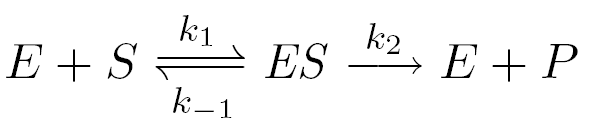 k₁ k₂
E + S ⇌ ES → E + P
k₋₁